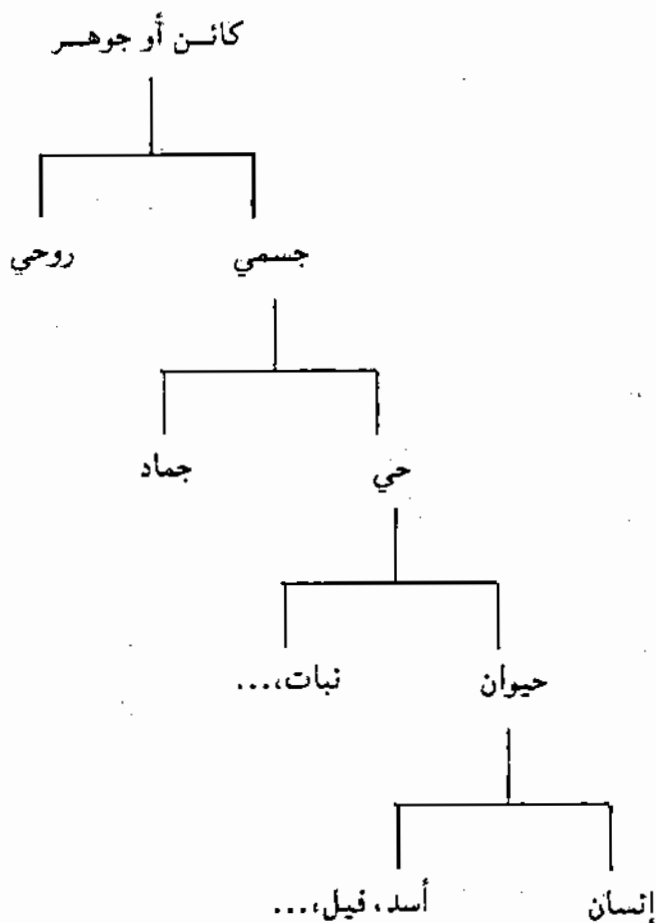 كائن أو جوهر
جسمي روحي
حي جماد
حيوان نبات،...
إنسان أسد، فيل،...